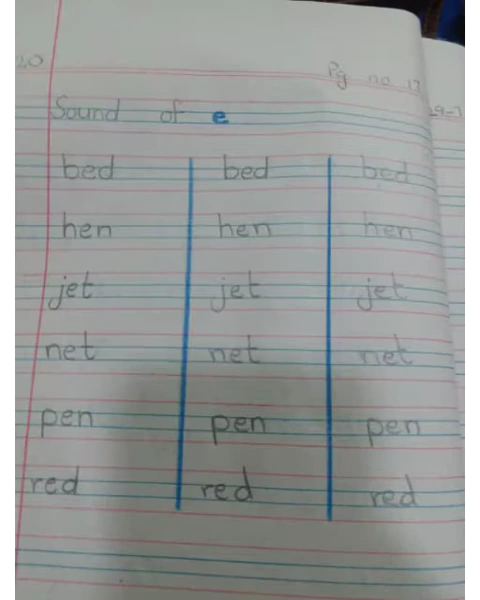 20
Pg no 17
Sound of e
bed bed bed
hen hen hen
jet jet jet
net net net
pen pen pen
red red red